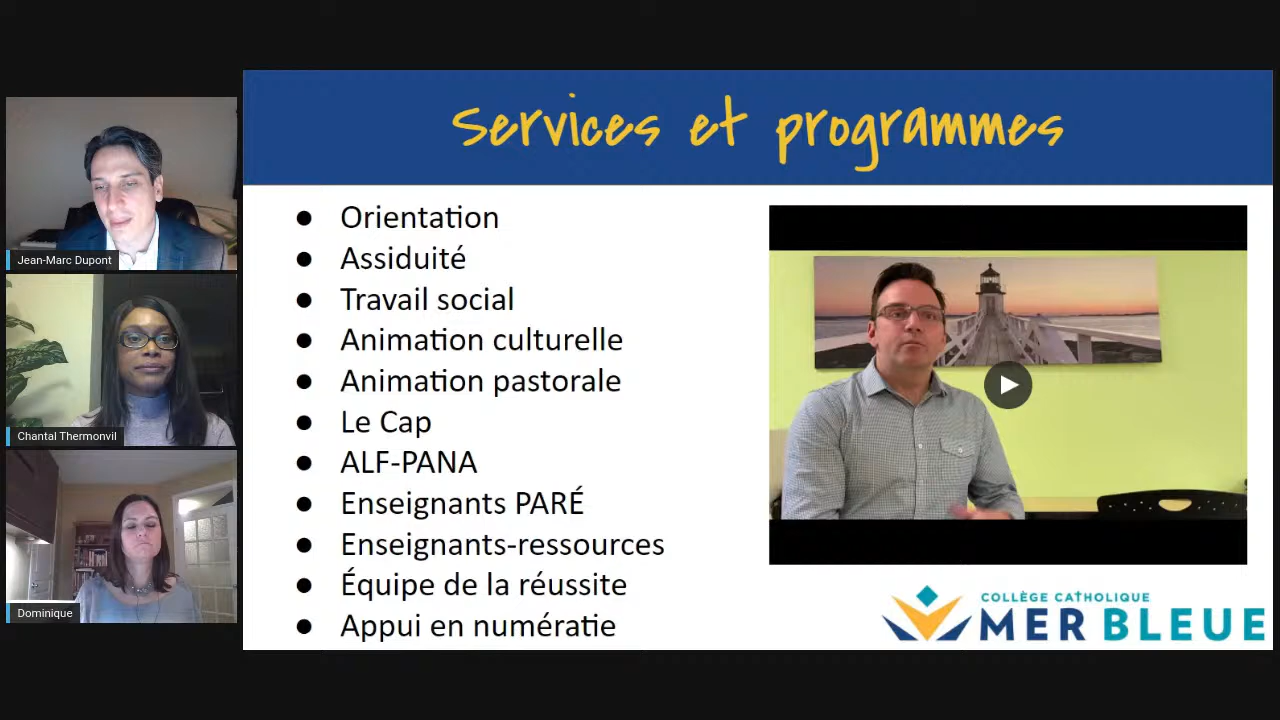 Services et programmes
Jean-Marc Dupont
Chantal Thermonvil
Dominique
● Orientation
● Assiduité
● Travail social
● Animation culturelle
● Animation pastorale
● Le Cap
● ALF-PANA
● Enseignants PARÉ
● Enseignants-ressources
● Équipe de la réussite
● Appui en numératie
COLLÈGE CATHOLIQUE
MER BLEUE